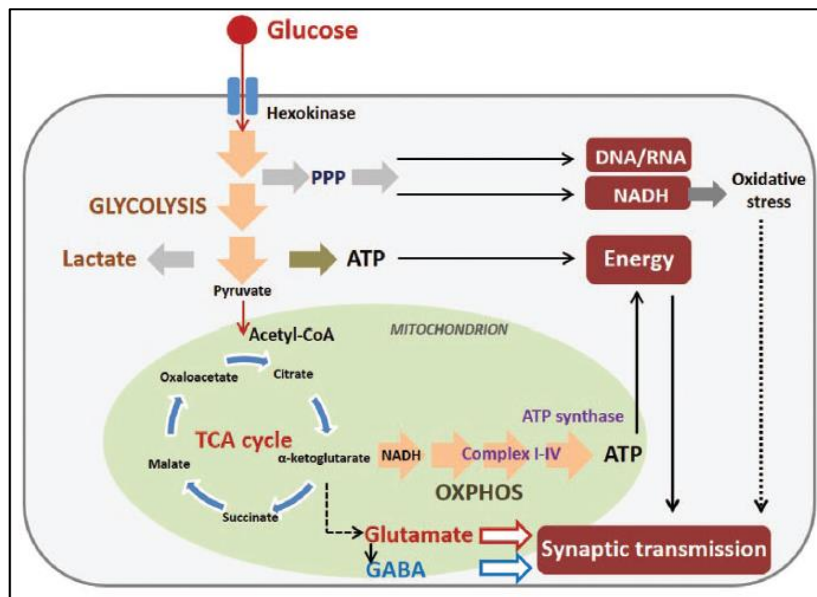 Glucose
Hexokinase
DNA/RNA
PPP
NADH
Oxidative
stress
GLYCOLYSIS
Lactate
ATP
Energy
Pyruvate
Acetyl-CoA
MITOCHONDRION
Oxaloacetate
Citrate
ATP synthase
TCA cycle
Malate
α-ketoglutarate
NADH
Complex I-IV
ATP
OXPHOS
Succinate
Glutamate
Synaptic transmission
GABA